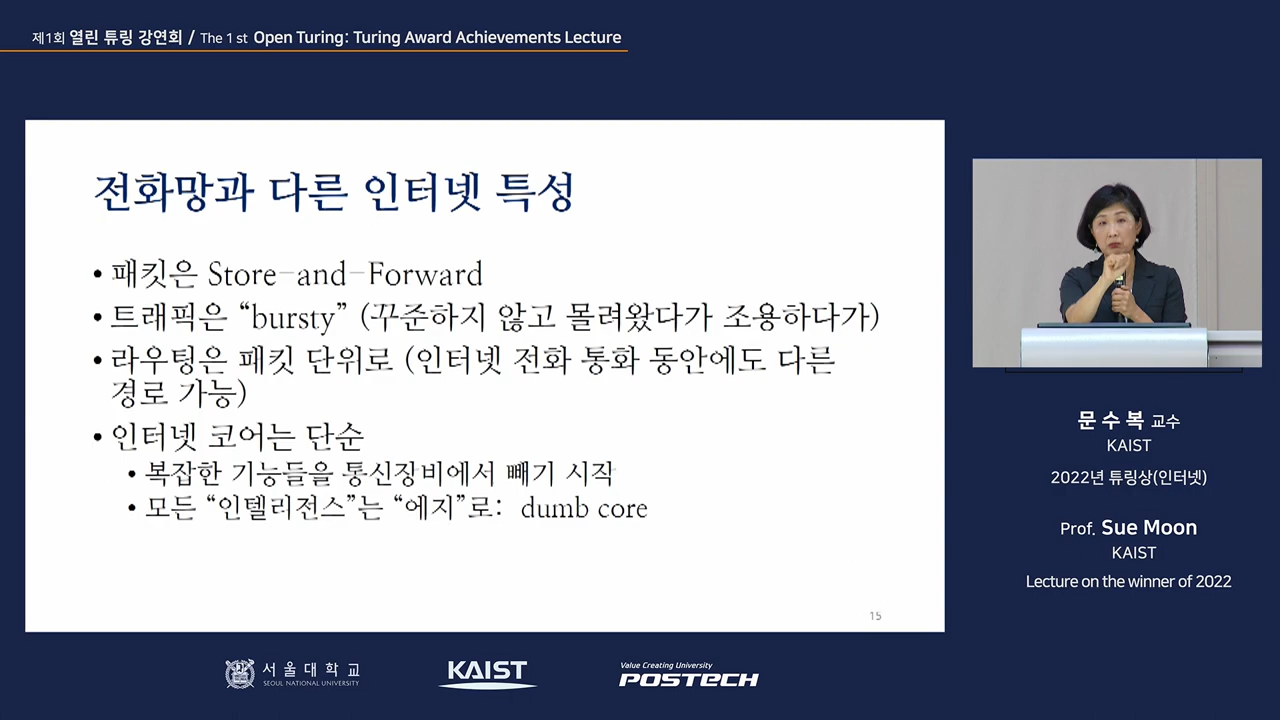 제1회 열린 튜링 강연회 / The 1 st Open Turing: Turing Award Achievements Lecture
전화망과 다른 인터넷 특성
• 패킷은 Store-and-Forward
• 트래픽은 “bursty” (꾸준하지 않고 몰려왔다가 조용하다가)
• 라우팅은 패킷 단위로 (인터넷 전화 통화 동안에도 다른
경로 가능)
• 인터넷 코어는 단순
• 복잡한 기능들을 통신장비에서 빼기 시작
• 모든 “인텔리전스”는 “에지”로: dumb core
15
문 수 복 교수
KAIST
2022년 튜링상(인터넷)
Prof. Sue Moon
KAIST
Lecture on the winner of 2022
서울대학교
SEOUL NATIONAL UNIVERSITY
KAIST
Value Creating University
POSTECH